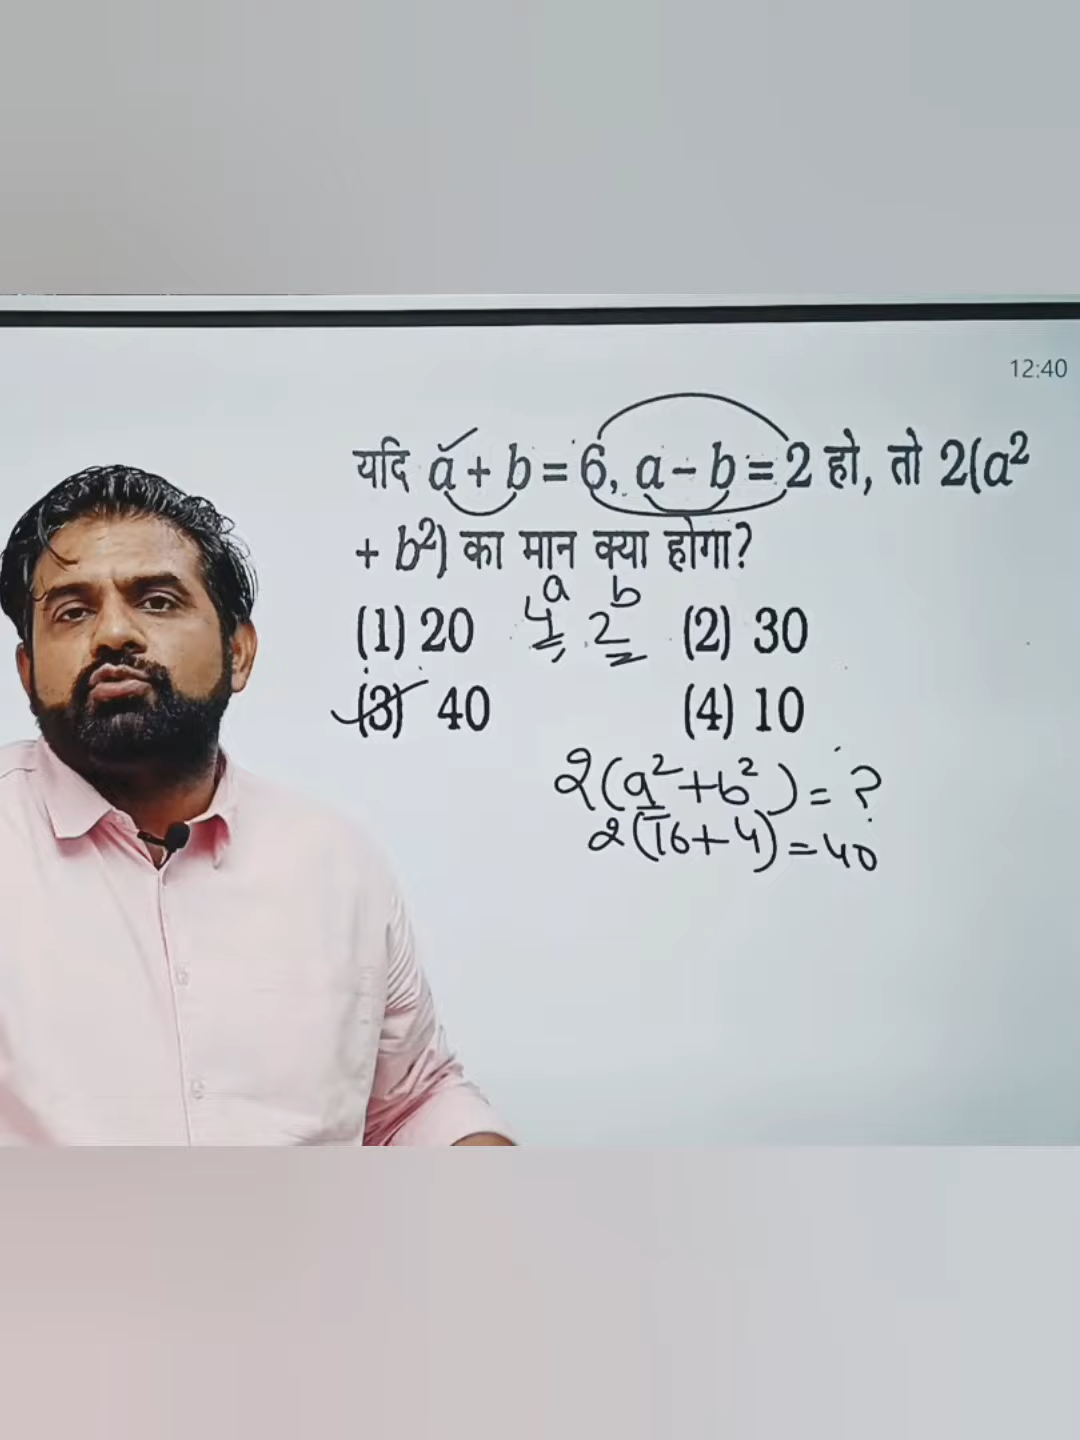 12:40
यदि a + b = 6, a − b = 2 हो, तो 2(a²
+ b²) का मान क्या होगा?
a b
(1) 20 4, 2 (2) 30
(3) 40 (4) 10
2(a²+b²)=?
2(16+4)=40